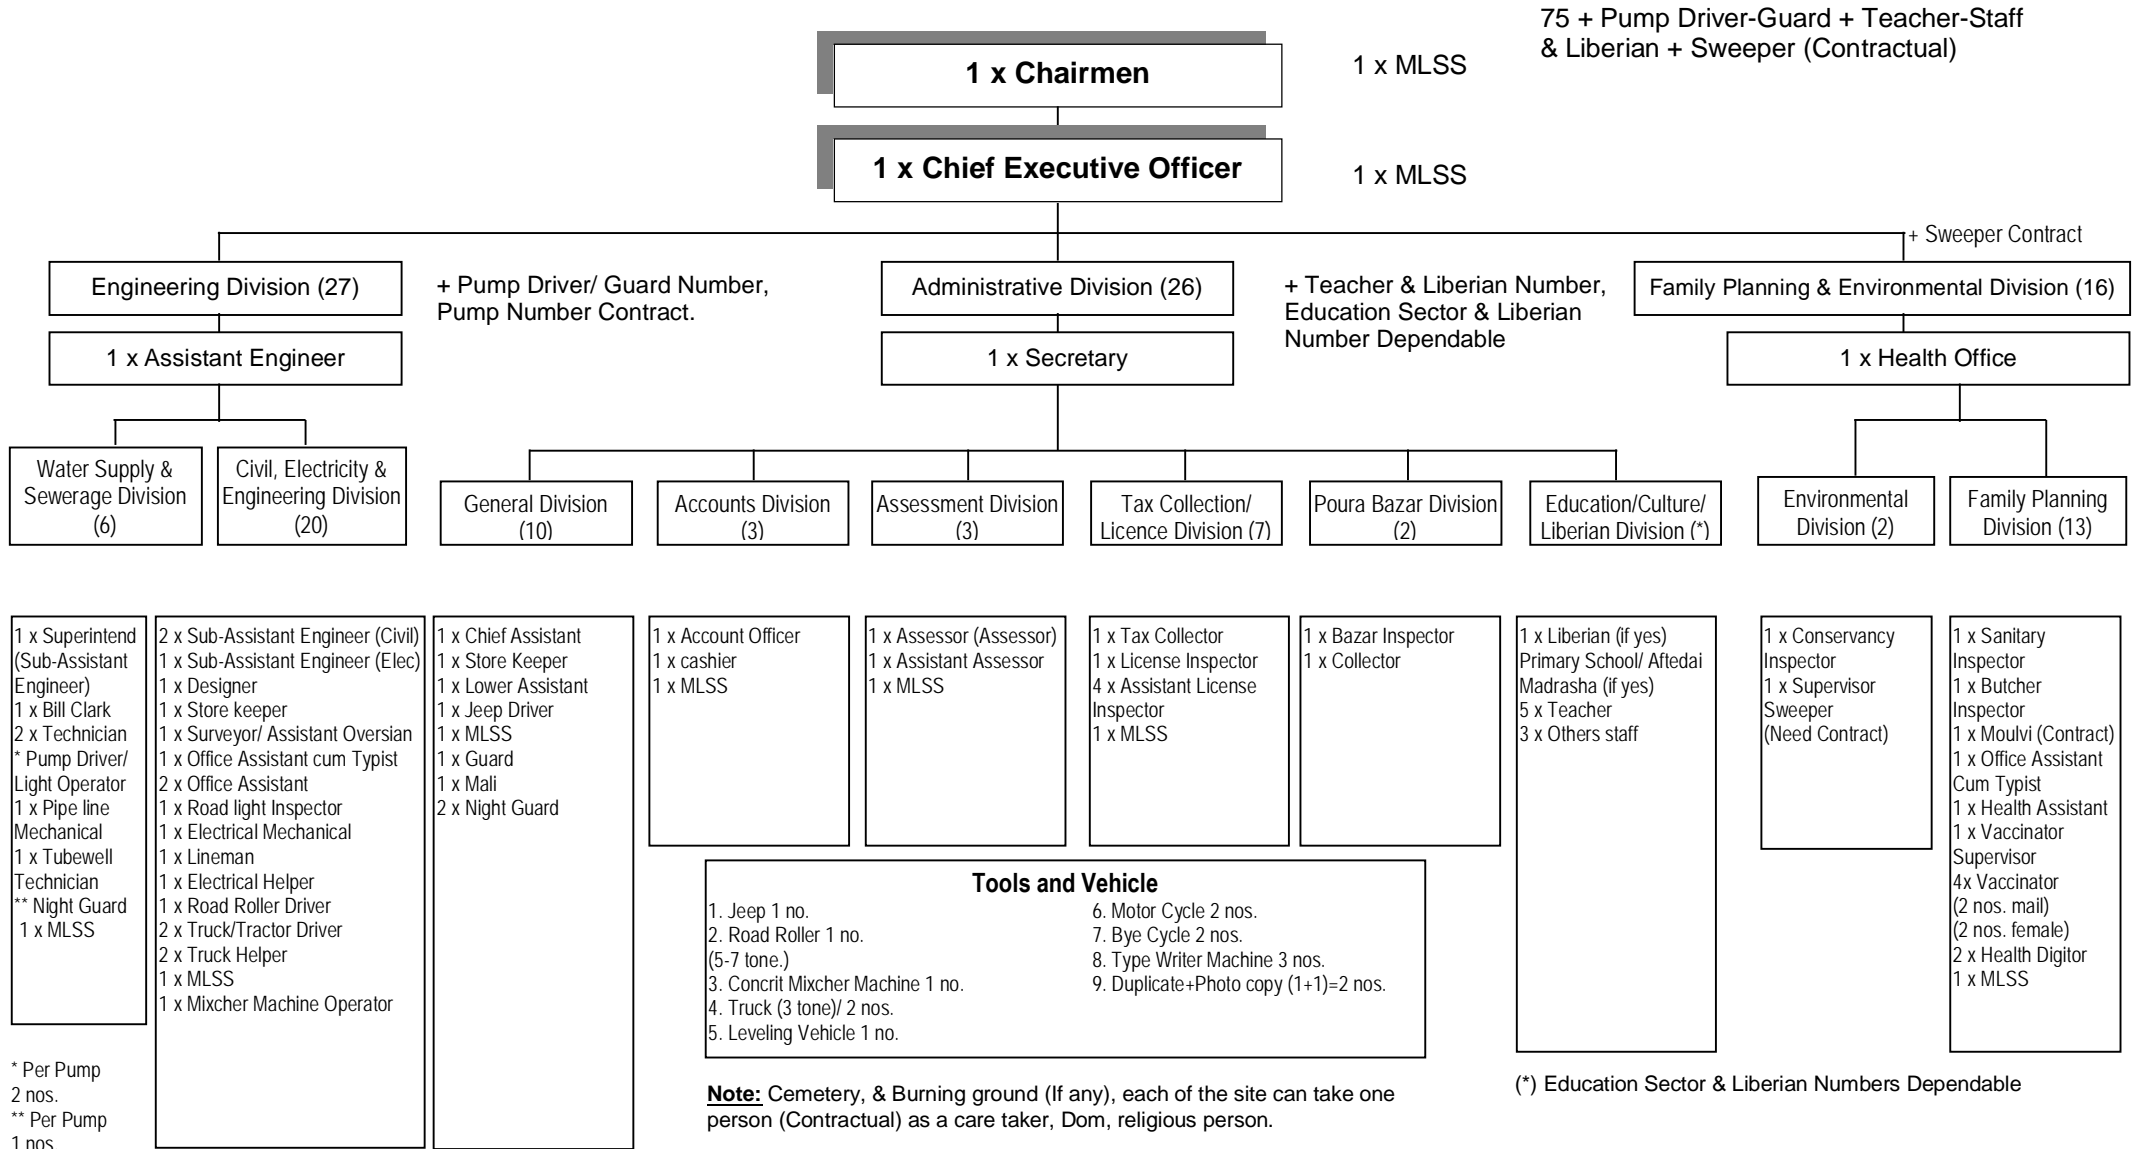 75 + Pump Driver-Guard + Teacher-Staff
& Liberian + Sweeper (Contractual)
1 x Chairmen
1 x MLSS
1 x Chief Executive Officer
1 x MLSS
+ Sweeper Contract
Engineering Division (27)
+ Pump Driver/ Guard Number,
Pump Number Contract.
Administrative Division (26)
+ Teacher & Liberian Number,
Education Sector & Liberian
Number Dependable
Family Planning & Environmental Division (16)
1 x Assistant Engineer
1 x Secretary
1 x Health Office
Water Supply &
Sewerage Division
(6)
Civil, Electricity &
Engineering Division
(20)
General Division
(10)
Accounts Division
(3)
Assessment Division
(3)
Tax Collection/
Licence Division (7)
Poura Bazar Division
(2)
Education/Culture/
Liberian Division (*)
Environmental
Division (2)
Family Planning
Division (13)
1 x Superintend
(Sub-Assistant
Engineer)
1 x Bill Clark
2 x Technician
* Pump Driver/
Light Operator
1 x Pipe line
Mechanical
1 x Tubewell
Technician
** Night Guard
1 x MLSS
2 x Sub-Assistant Engineer (Civil)
1 x Sub-Assistant Engineer (Elec)
1 x Designer
1 x Store keeper
1 x Surveyor/ Assistant Oversian
1 x Office Assistant cum Typist
2 x Office Assistant
1 x Road light Inspector
1 x Electrical Mechanical
1 x Lineman
1 x Electrical Helper
1 x Road Roller Driver
2 x Truck/Tractor Driver
2 x Truck Helper
1 x MLSS
1 x Mixcher Machine Operator
1 x Chief Assistant
1 x Store Keeper
1 x Lower Assistant
1 x Jeep Driver
1 x MLSS
1 x Guard
1 x Mali
2 x Night Guard
1 x Account Officer
1 x cashier
1 x MLSS
1 x Assessor (Assessor)
1 x Assistant Assessor
1 x MLSS
1 x Tax Collector
1 x License Inspector
4 x Assistant License
Inspector
1 x MLSS
1 x Bazar Inspector
1 x Collector
1 x Liberian (if yes)
Primary School/ Aftedai
Madrasha (if yes)
5 x Teacher
3 x Others staff
1 x Conservancy
Inspector
1 x Supervisor
Sweeper
(Need Contract)
1 x Sanitary
Inspector
1 x Butcher
Inspector
1 x Moulvi (Contract)
1 x Office Assistant
Cum Typist
1 x Health Assistant
1 x Vaccinator
Supervisor
4x Vaccinator
(2 nos. mail)
(2 nos. female)
2 x Health Digitor
1 x MLSS
Tools and Vehicle
1. Jeep 1 no.
2. Road Roller 1 no.
(5-7 tone.)
3. Concrit Mixcher Machine 1 no.
4. Truck (3 tone)/ 2 nos.
5. Leveling Vehicle 1 no.
6. Motor Cycle 2 nos.
7. Bye Cycle 2 nos.
8. Type Writer Machine 3 nos.
9. Duplicate+Photo copy (1+1)=2 nos.
* Per Pump
2 nos.
** Per Pump
1 nos.
Note: Cemetery, & Burning ground (If any), each of the site can take one
person (Contractual) as a care taker, Dom, religious person.
(*) Education Sector & Liberian Numbers Dependable